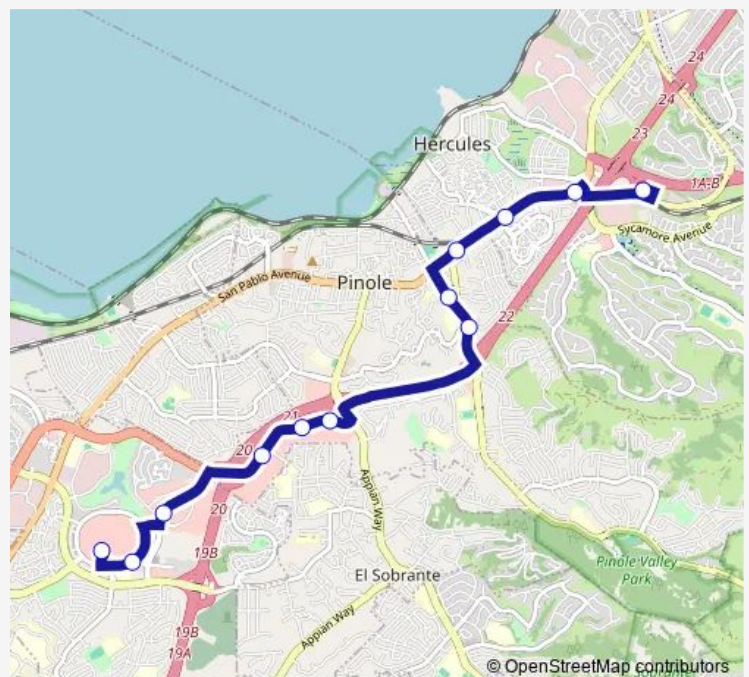 24
24
Hercules
23
1A-B
Sycamore Avenue
San Pablo Avenue
Pinole
22
21
20
20
Appian Way
19B
Pinole Valley
Park
El Sobrante
Appian Way
19B
19A
© OpenStreetMap contributors